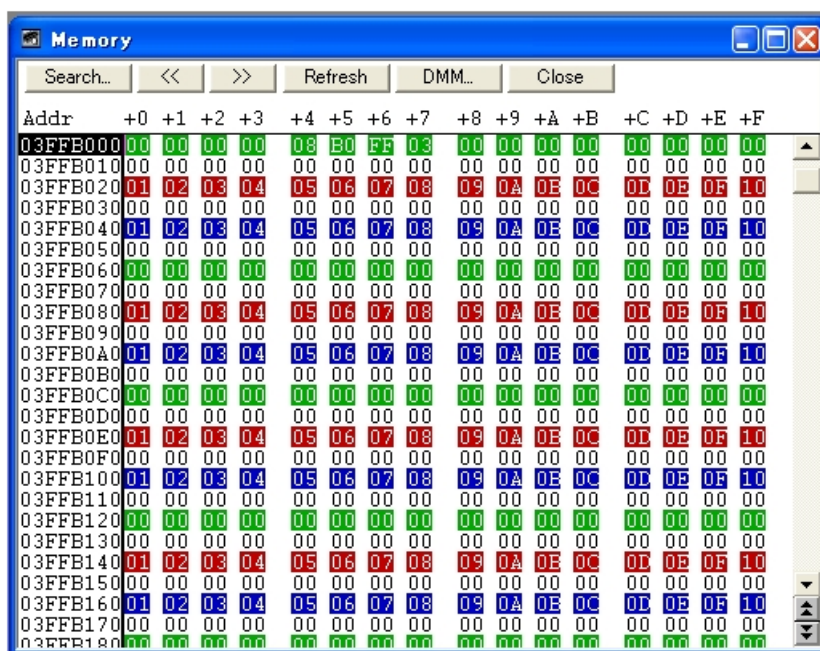 Memory
Search... << >> Refresh DMM... Close
Addr +0 +1 +2 +3 +4 +5 +6 +7 +8 +9 +A +B +C +D +E +F
03FFB000 00 00 00 00 08 B0 FF 03 00 00 00 00 00 00 00 00
03FFB010 00 00 00 00 00 00 00 00 00 00 00 00 00 00 00 00
03FFB020 01 02 03 04 05 06 07 08 09 0A 0B 0C 0D 0E 0F 10
03FFB030 00 00 00 00 00 00 00 00 00 00 00 00 00 00 00 00
03FFB040 01 02 03 04 05 06 07 08 09 0A 0B 0C 0D 0E 0F 10
03FFB050 00 00 00 00 00 00 00 00 00 00 00 00 00 00 00 00
03FFB060 00 00 00 00 00 00 00 00 00 00 00 00 00 00 00 00
03FFB070 00 00 00 00 00 00 00 00 00 00 00 00 00 00 00 00
03FFB080 01 02 03 04 05 06 07 08 09 0A 0B 0C 0D 0E 0F 10
03FFB090 00 00 00 00 00 00 00 00 00 00 00 00 00 00 00 00
03FFB0A0 01 02 03 04 05 06 07 08 09 0A 0B 0C 0D 0E 0F 10
03FFB0B0 00 00 00 00 00 00 00 00 00 00 00 00 00 00 00 00
03FFB0C0 00 00 00 00 00 00 00 00 00 00 00 00 00 00 00 00
03FFB0D0 00 00 00 00 00 00 00 00 00 00 00 00 00 00 00 00
03FFB0E0 01 02 03 04 05 06 07 08 09 0A 0B 0C 0D 0E 0F 10
03FFB0F0 00 00 00 00 00 00 00 00 00 00 00 00 00 00 00 00
03FFB100 01 02 03 04 05 06 07 08 09 0A 0B 0C 0D 0E 0F 10
03FFB110 00 00 00 00 00 00 00 00 00 00 00 00 00 00 00 00
03FFB120 00 00 00 00 00 00 00 00 00 00 00 00 00 00 00 00
03FFB130 00 00 00 00 00 00 00 00 00 00 00 00 00 00 00 00
03FFB140 01 02 03 04 05 06 07 08 09 0A 0B 0C 0D 0E 0F 10
03FFB150 00 00 00 00 00 00 00 00 00 00 00 00 00 00 00 00
03FFB160 01 02 03 04 05 06 07 08 09 0A 0B 0C 0D 0E 0F 10
03FFB170 00 00 00 00 00 00 00 00 00 00 00 00 00 00 00 00
03FFB180 00 00 00 00 00 00 00 00 00 00 00 00 00 00 00 00